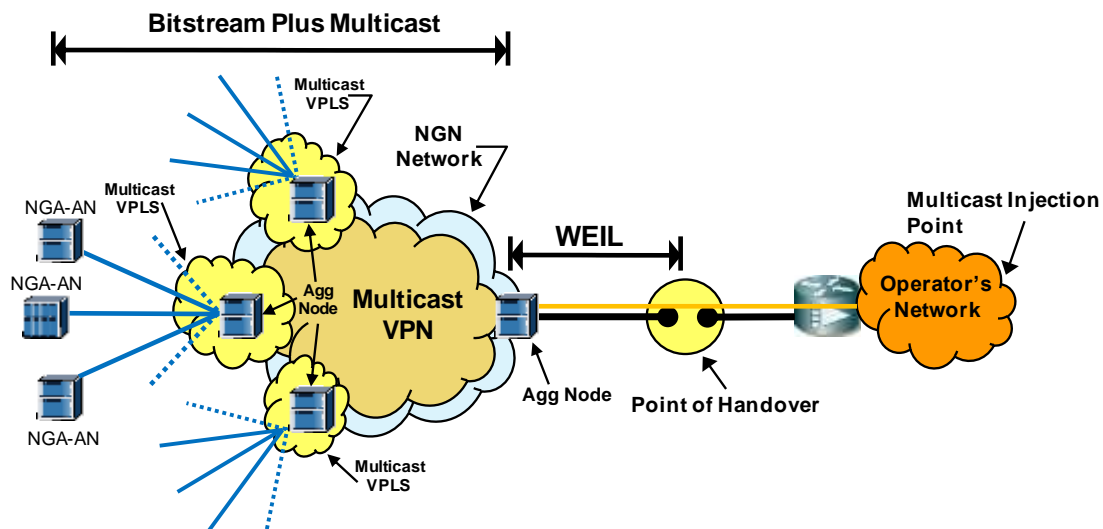 Bitstream Plus Multicast
Multicast
VPLS
NGN
Network
Multicast
VPLS
NGA-AN
NGA-AN
NGA-AN
Agg
Node
Multicast
VPN
WEIL
Multicast Injection
Point
Operator's
Network
Agg Node
Point of Handover
Multicast
VPLS